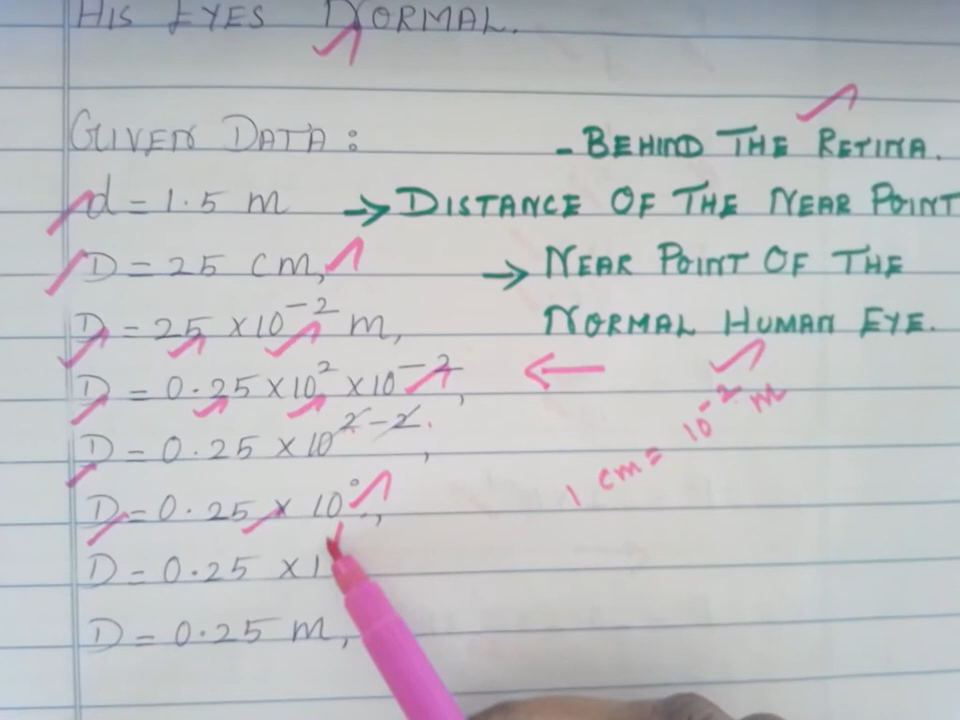 HIS EYES NORMAL.
GIVEN DATA :
- BEHIND THE RETINA.
d = 1.5 m → DISTANCE OF THE NEAR POINT
D = 25 cm, → NEAR POINT OF THE
D = 25 × 10⁻² m, NORMAL HUMAN EYE.
D = 0.25 × 10² × 10⁻², ←
1 cm = 10⁻² m
D = 0.25 × 10²⁻²,
D = 0.25 × 10°,
D = 0.25 × 1
D = 0.25 m,